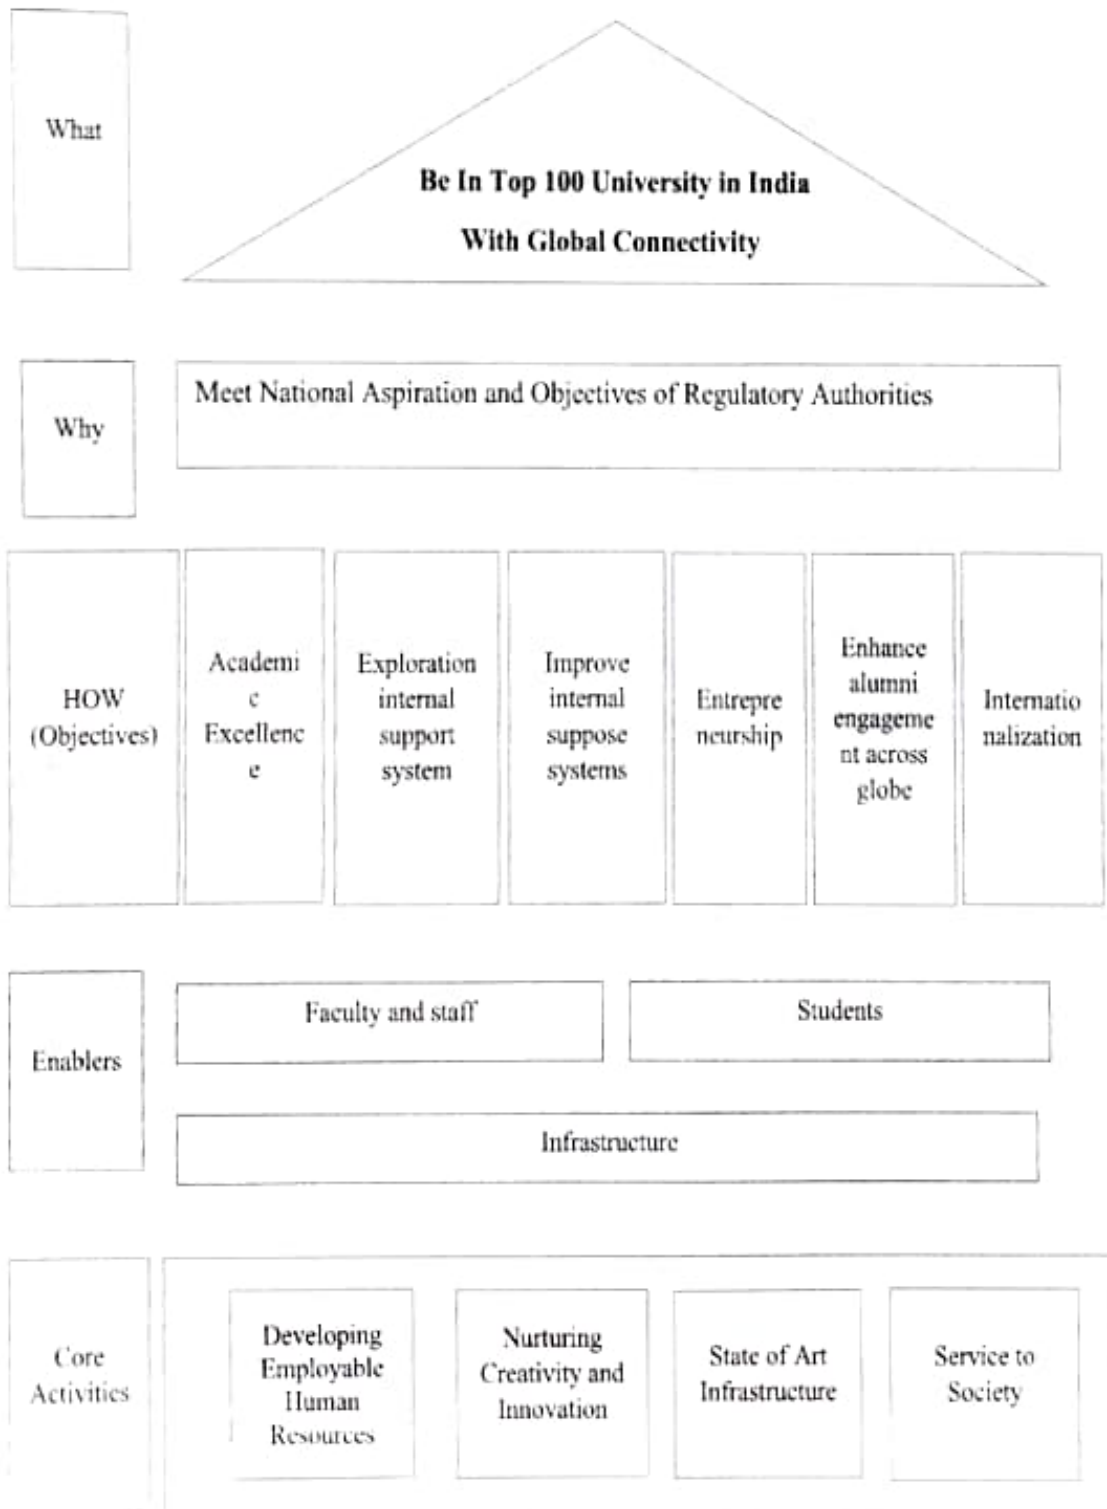 What
Be In Top 100 University in India
With Global Connectivity
Why
Meet National Aspiration and Objectives of Regulatory Authorities
HOW
(Objectives)
Academi
c
Excellenc
e
Exploration
internal
support
system
Improve
internal
suppose
systems
Entrepre
neurship
Enhance
alumni
engageme
nt across
globe
Internatio
nalization
Enablers
Faculty and staff
Students
Infrastructure
Core
Activities
Developing
Employable
Human
Resources
Nurturing
Creativity and
Innovation
State of Art
Infrastructure
Service to
Society